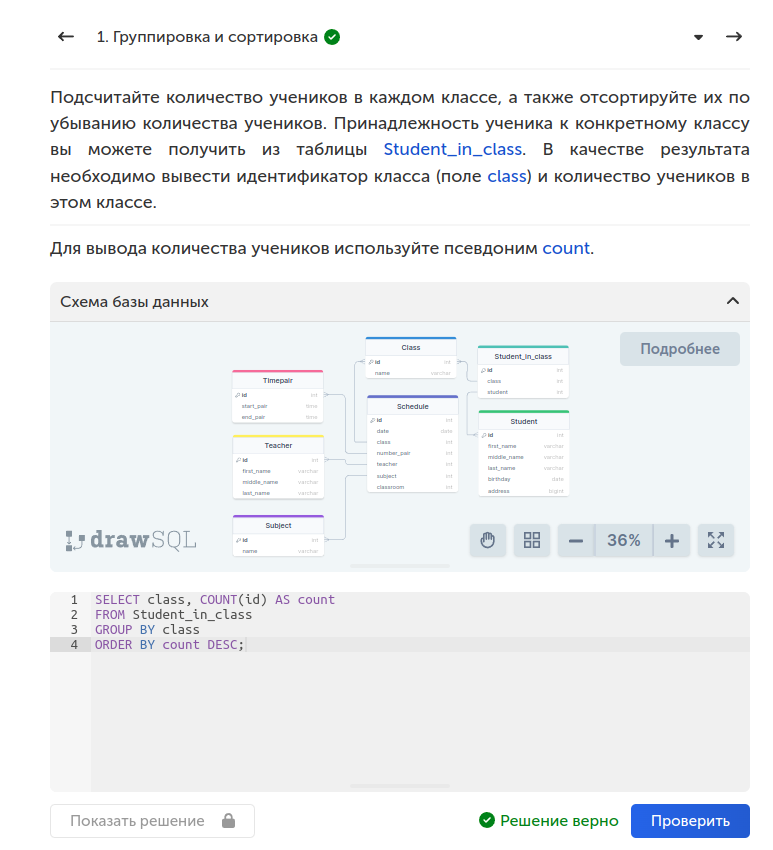 1. Группировка и сортировка
Подсчитайте количество учеников в каждом классе, а также отсортируйте их по
убыванию количества учеников. Принадлежность ученика к конкретному классу
вы можете получить из таблицы Student_in_class. В качестве результата
необходимо вывести идентификатор класса (поле class) и количество учеников в
этом классе.
Для вывода количества учеников используйте псевдоним count.
Схема базы данных
Подробнее
Class
id int
name varchar
Student_in_class
id int
class int
student int
Timepair
id int
start_pair time
end_pair time
Schedule
id int
date date
class int
number_pair int
teacher int
subject int
classroom int
Student
id int
first_name varchar
middle_name varchar
last_name varchar
birthday date
address bigint
Teacher
id int
first_name varchar
middle_name varchar
last_name varchar
Subject
id int
name varchar
drawSQL
36%
1 SELECT class, COUNT(id) AS count
2 FROM Student_in_class
3 GROUP BY class
4 ORDER BY count DESC;
Показать решение
Решение верно
Проверить